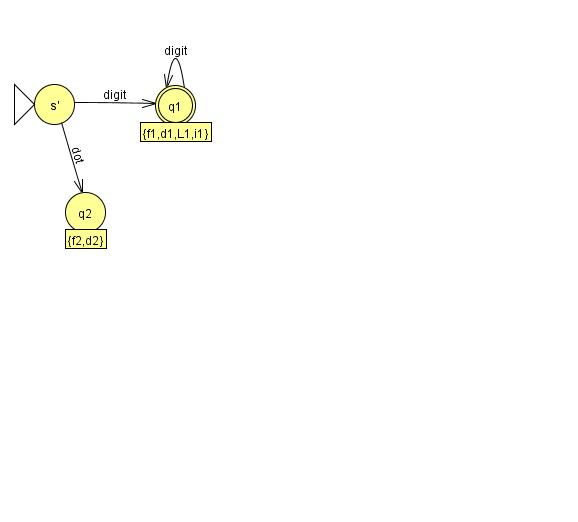 digit
s'
digit
q1
{f1,d1,L1,i1}
dot
q2
{f2,d2}